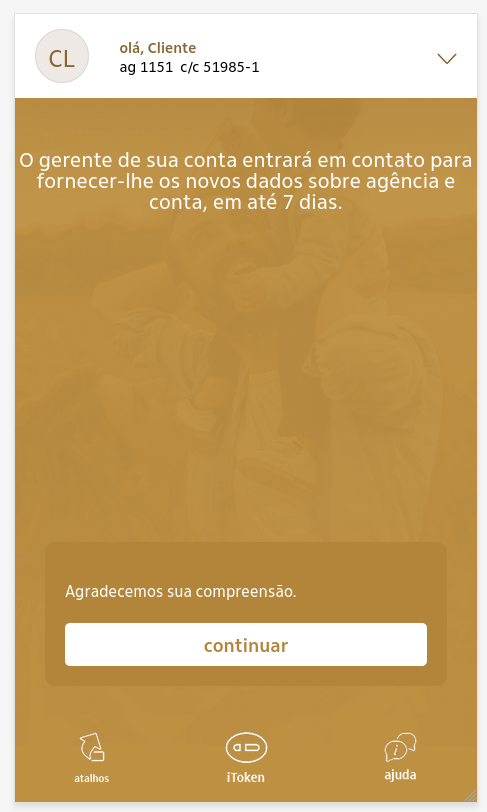 CL
olá, Cliente
ag 1151 c/c 51985-1
O gerente de sua conta entrará em contato para
fornecer-lhe os novos dados sobre agência e
conta, em até 7 dias.
Agradecemos sua compreensão.
continuar
atalhos
iToken
ajuda